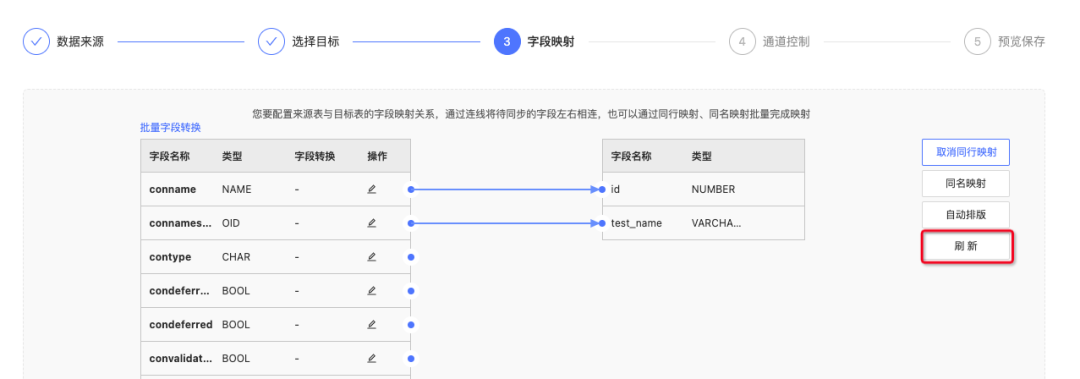 数据来源 选择目标 3 字段映射 4 通道控制 5 预览保存
您要配置来源表与目标表的字段映射关系，通过连线将待同步的字段左右相连，也可以通过同行映射、同名映射批量完成映射
批量字段转换
字段名称 类型 字段转换 操作 字段名称 类型 取消同行映射
conname NAME - id NUMBER 同名映射
connames... OID - test_name VARCHA... 自动排版
contype CHAR - 刷 新
condeferr... BOOL -
condeferred BOOL -
convalidat... BOOL -